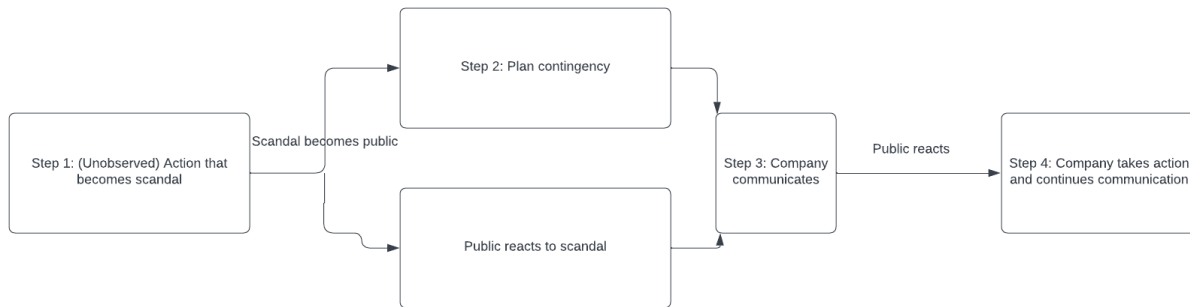 Step 2: Plan contingency
Scandal becomes public
Step 1: (Unobserved) Action that
becomes scandal
Public reacts to scandal
Step 3: Company
communicates
Public reacts
Step 4: Company takes action
and continues communication